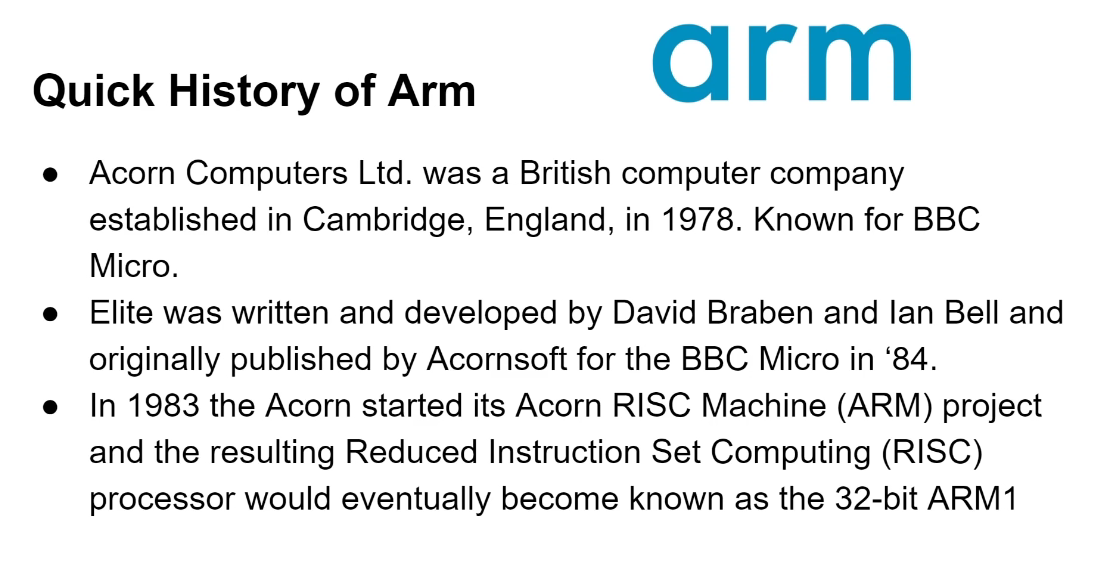 arm
Quick History of Arm
● Acorn Computers Ltd. was a British computer company
established in Cambridge, England, in 1978. Known for BBC
Micro.
● Elite was written and developed by David Braben and Ian Bell and
originally published by Acornsoft for the BBC Micro in ‘84.
● In 1983 the Acorn started its Acorn RISC Machine (ARM) project
and the resulting Reduced Instruction Set Computing (RISC)
processor would eventually become known as the 32-bit ARM1